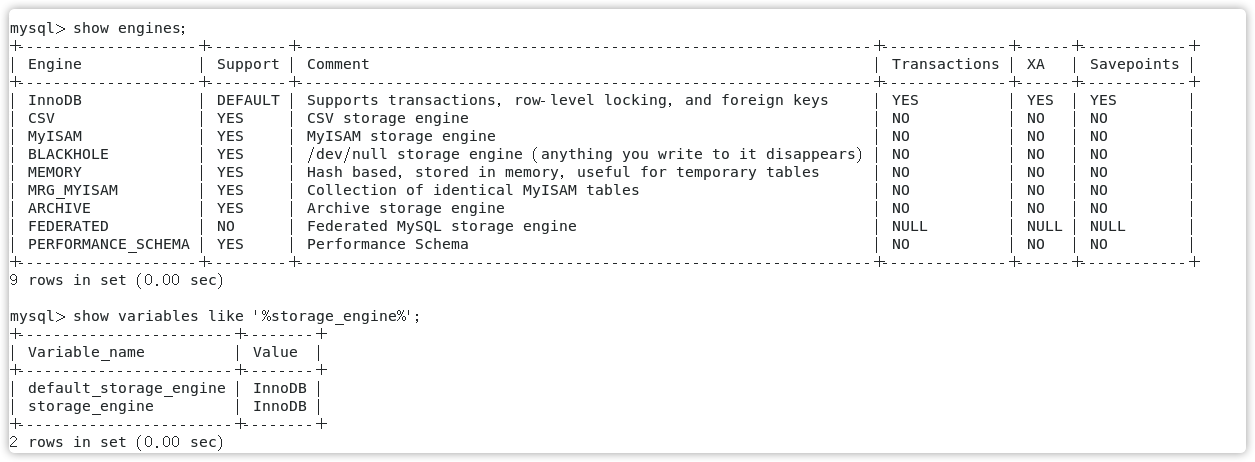 mysql> show engines;
+--------------------+---------+----------------------------------------------------------------+--------------+------+------------+
| Engine             | Support | Comment                                                        | Transactions | XA   | Savepoints |
+--------------------+---------+----------------------------------------------------------------+--------------+------+------------+
| InnoDB             | DEFAULT | Supports transactions, row-level locking, and foreign keys     | YES          | YES  | YES        |
| CSV                | YES     | CSV storage engine                                             | NO           | NO   | NO         |
| MyISAM             | YES     | MyISAM storage engine                                          | NO           | NO   | NO         |
| BLACKHOLE          | YES     | /dev/null storage engine (anything you write to it disappears) | NO           | NO   | NO         |
| MEMORY             | YES     | Hash based, stored in memory, useful for temporary tables      | NO           | NO   | NO         |
| MRG_MYISAM         | YES     | Collection of identical MyISAM tables                          | NO           | NO   | NO         |
| ARCHIVE            | YES     | Archive storage engine                                         | NO           | NO   | NO         |
| FEDERATED          | NO      | Federated MySQL storage engine                                 | NULL         | NULL | NULL       |
| PERFORMANCE_SCHEMA | YES     | Performance Schema                                             | NO           | NO   | NO         |
+--------------------+---------+----------------------------------------------------------------+--------------+------+------------+
9 rows in set (0.00 sec)

mysql> show variables like '%storage_engine%';
+------------------------+--------+
| Variable_name          | Value  |
+------------------------+--------+
| default_storage_engine | InnoDB |
| storage_engine         | InnoDB |
+------------------------+--------+
2 rows in set (0.00 sec)